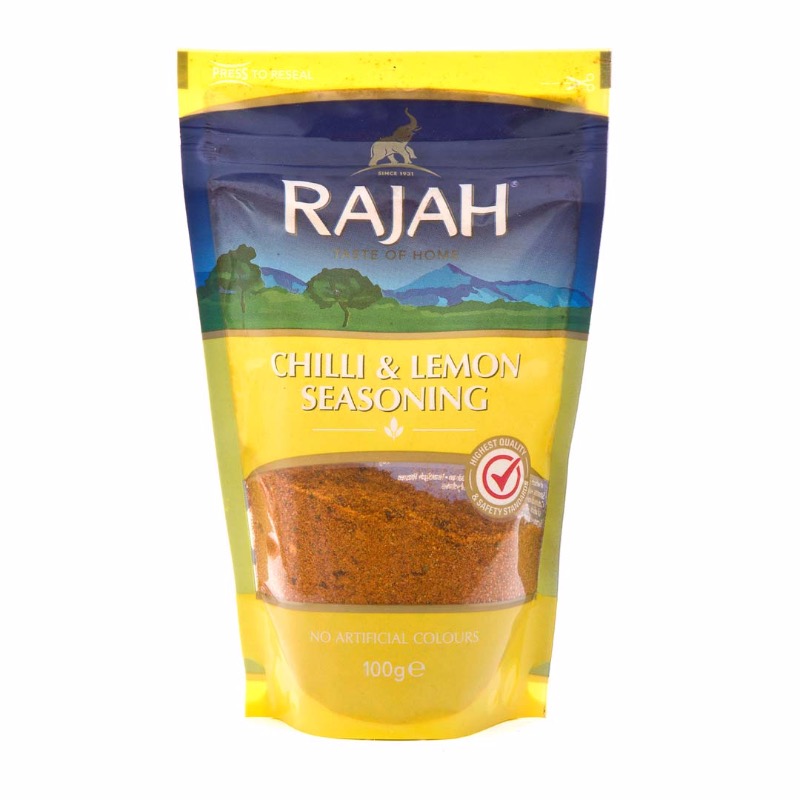 PRESS TO RESEAL
SINCE 1931
RAJAH®
TASTE OF HOME
CHILLI & LEMON
SEASONING
HIGHEST QUALITY
& SAFETY STANDARDS
NO ARTIFICIAL COLOURS
100g℮